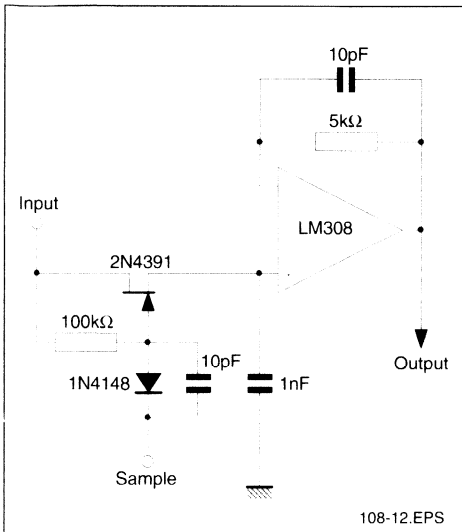 10pF
5kΩ
Input
LM308
2N4391
100kΩ
10pF
1nF
Output
1N4148
Sample
108-12.EPS